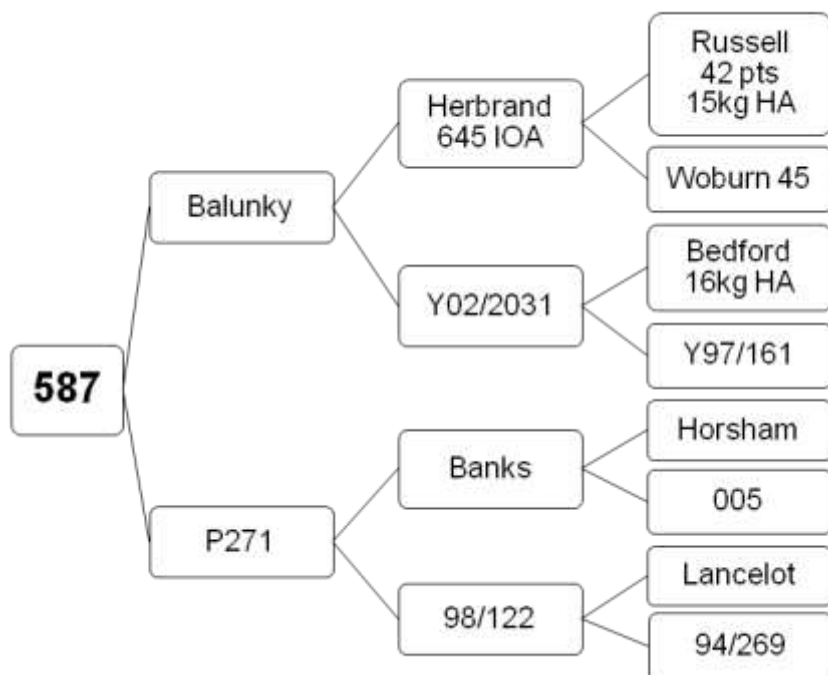 Russell
42 pts
15kg HA
Herbrand
645 IOA
Woburn 45
Balunky
Bedford
16kg HA
Y02/2031
Y97/161
587
Horsham
Banks
005
P271
Lancelot
98/122
94/269